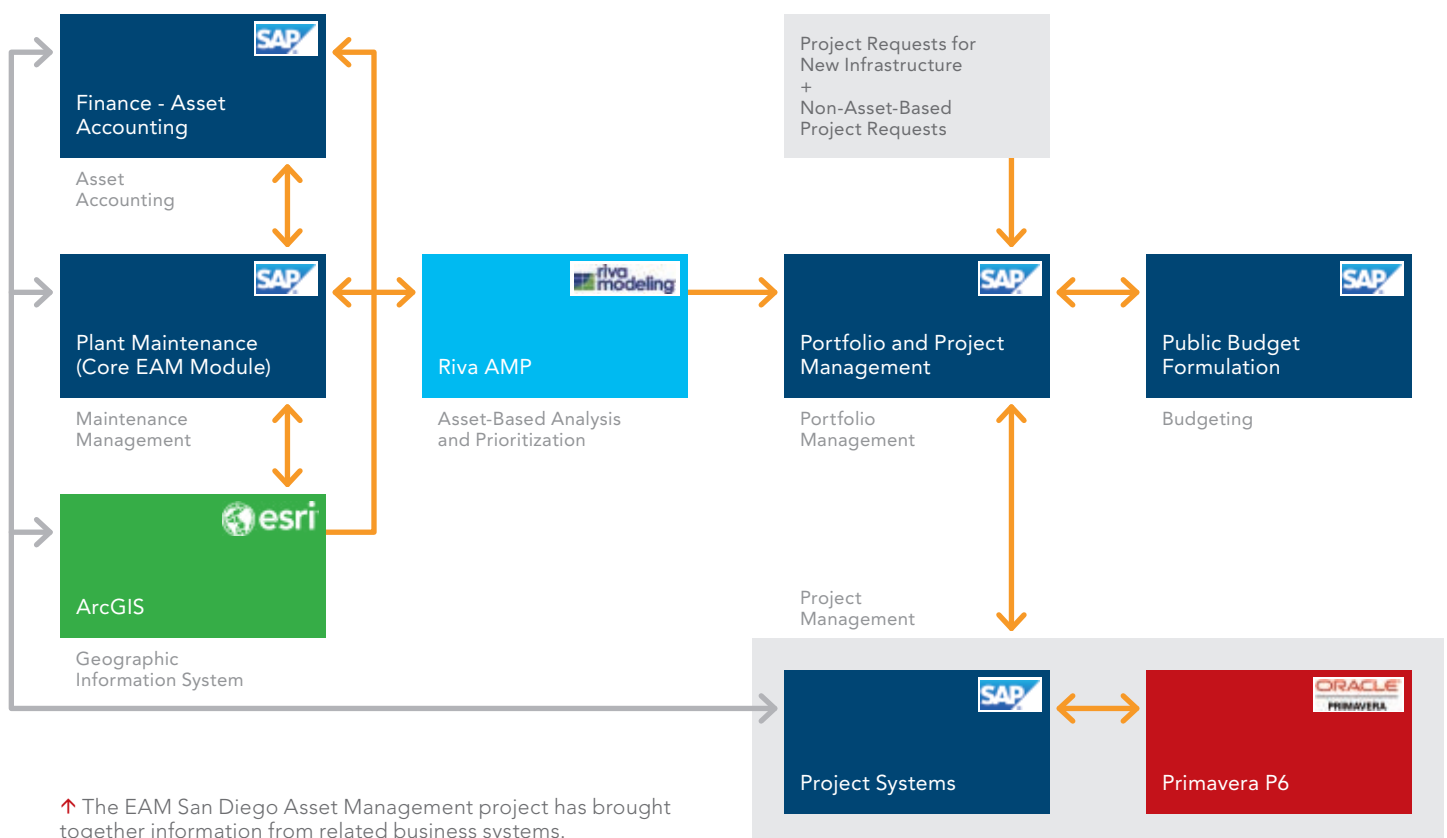 SAP
Finance - Asset
Accounting
Asset
Accounting
SAP
Plant Maintenance
(Core EAM Module)
Maintenance
Management
esri
ArcGIS
Geographic
Information System
riva
modeling
Riva AMP
Asset-Based Analysis
and Prioritization
Project Requests for
New Infrastructure
+
Non-Asset-Based
Project Requests
SAP
Portfolio and Project
Management
Portfolio
Management
SAP
Public Budget
Formulation
Budgeting
Project
Management
SAP
Project Systems
ORACLE
PRIMAVERA
Primavera P6
↑ The EAM San Diego Asset Management project has brought
together information from related business systems.